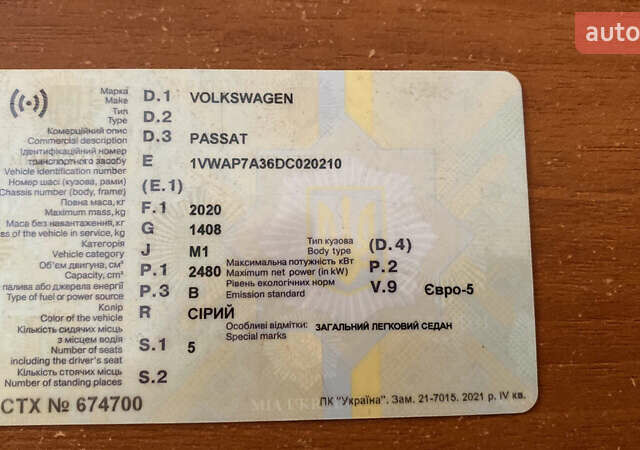 auto
Марка D.1 VOLKSWAGEN
Make
Тип D.2
Type
Комерційний опис D.3 PASSAT
Commercial description
Ідентифікаційний номер
транспортного засобу E 1VWAP7A36DC020210
Vehicle identification number
Номер шасі (кузова, рами) (E.1)
Chassis number (body, frame)
Повна маса, кг F.1 2020
Maximum mass, kg
Маса без навантаження, кг G 1408
of the vehicle in service, kg
Категорія J M1 Тип кузова (D.4)
Vehicle category Body type
Об'єм двигуна, см³ P.1 2480 Максимальна потужність кВт P.2
Capacity, cm³ Maximum net power (in kW)
палива або джерела енергії P.3 B Рівень екологічних норм V.9 Євро-5
Type of fuel or power source Emission standard
Колір R СІРИЙ
Color of the vehicle Особливі відмітки: ЗАГАЛЬНИЙ ЛЕГКОВИЙ СЕДАН
Кількість сидячих місць Special marks
з місцем водія S.1 5
Number of seats
including the driver's seat
Кількість стоячих місць S.2
Number of standing places
СТХ № 674700
ПК "Україна". Зам. 21-7015. 2021 р. IV кв.